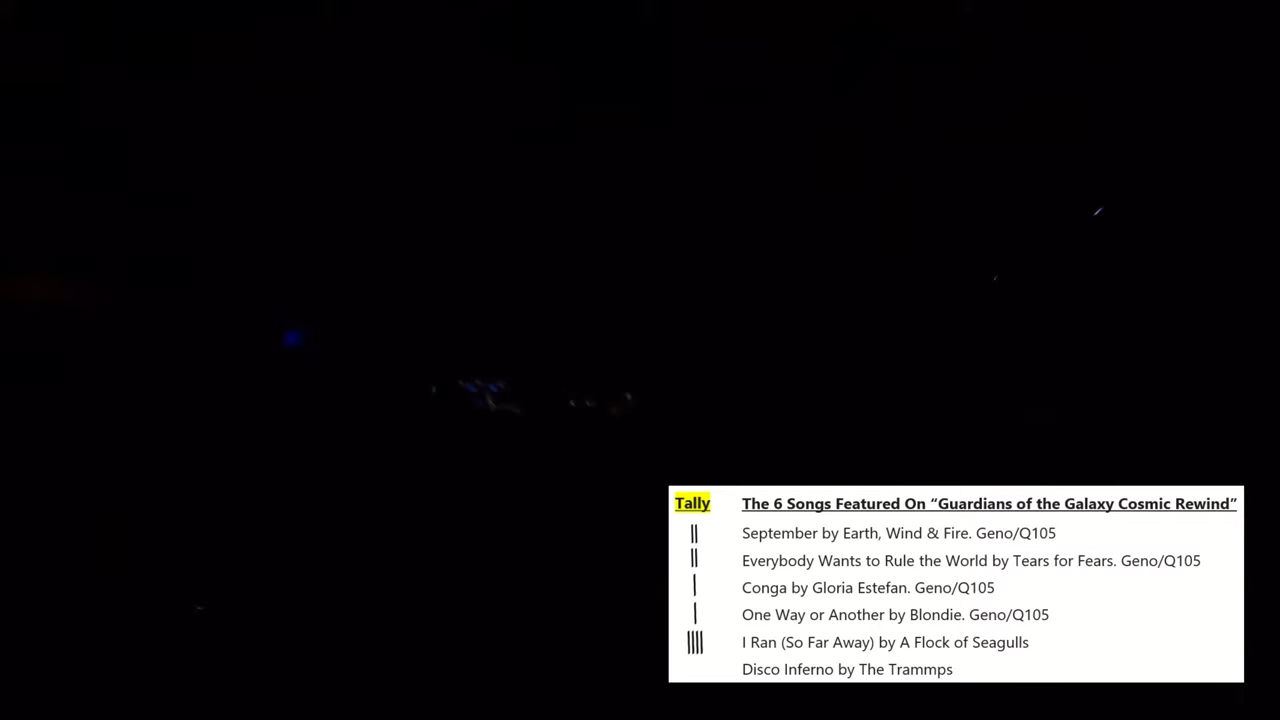 Tally The 6 Songs Featured On “Guardians of the Galaxy Cosmic Rewind”
|| September by Earth, Wind & Fire. Geno/Q105
|| Everybody Wants to Rule the World by Tears for Fears. Geno/Q105
| Conga by Gloria Estefan. Geno/Q105
| One Way or Another by Blondie. Geno/Q105
|||| I Ran (So Far Away) by A Flock of Seagulls
Disco Inferno by The Trammps